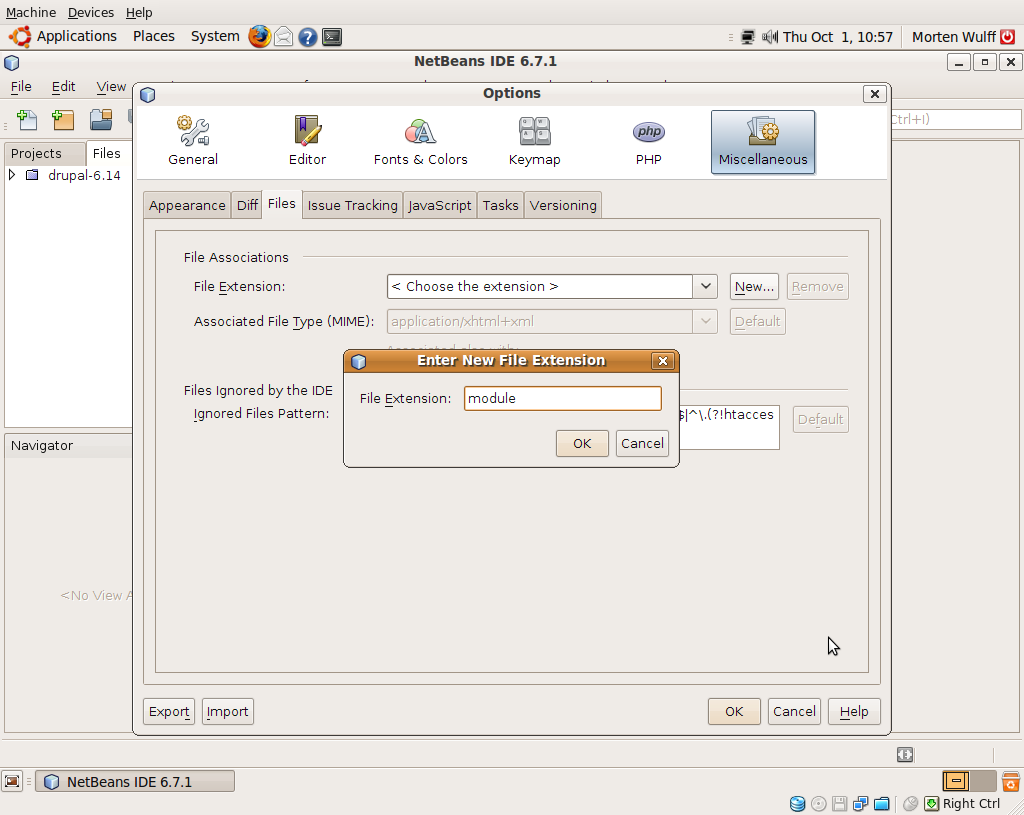 Machine Devices Help
Applications Places System Thu Oct 1, 10:57 Morten Wulff
NetBeans IDE 6.7.1
File Edit View
Options
General Editor Fonts & Colors Keymap PHP Miscellaneous
php
Ctrl+I)
Projects Files
drupal-6.14
Appearance Diff Files Issue Tracking JavaScript Tasks Versioning
File Associations
File Extension: < Choose the extension > New... Remove
Associated File Type (MIME): application/xhtml+xml Default
Associated also with:
Enter New File Extension
File Extension: module
OK Cancel
Files Ignored by the IDE
Ignored Files Pattern: $|^\.(?!htacces Default
Navigator
<No View A
Export Import OK Cancel Help
NetBeans IDE 6.7.1
Right Ctrl